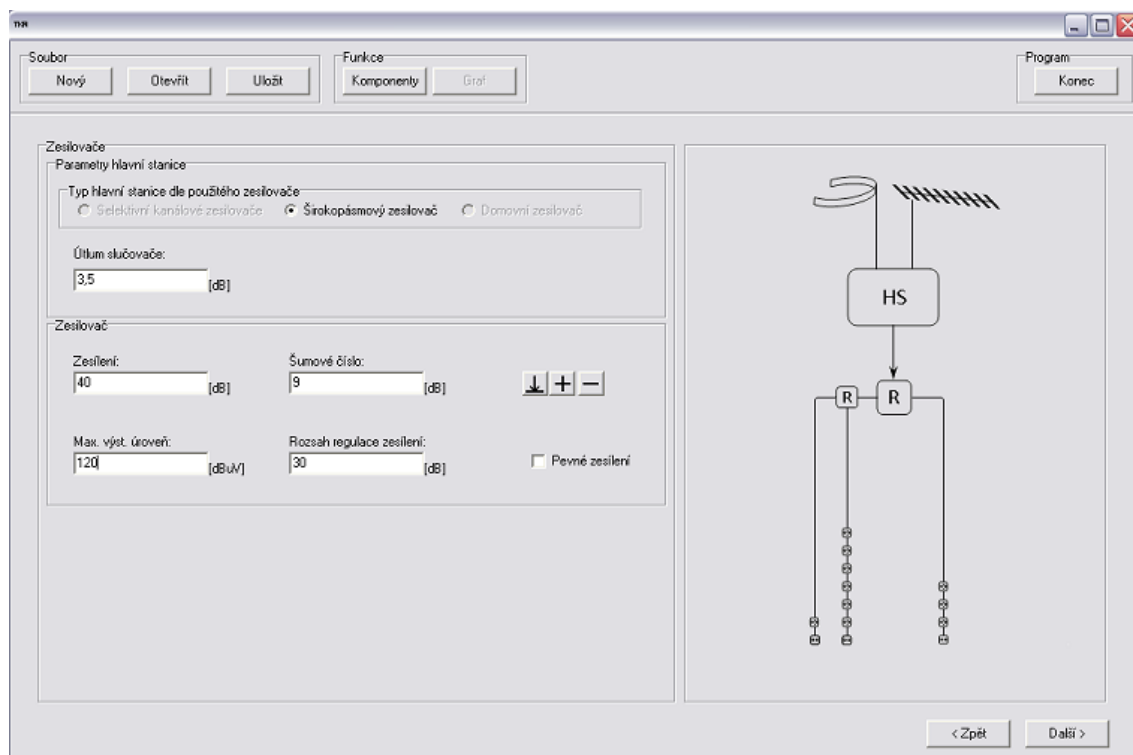 TKR
Soubor
Funkce
Program
Nový
Otevřít
Uložit
Komponenty
Graf
Konec
Zesilovače
Parametry hlavní stanice
Typ hlavní stanice dle použitého zesilovače
Selektivní kanálové zesilovače
Širokopásmový zesilovač
Domovní zesilovač
Útlum slučovače:
3,5 [dB]
Zesilovač
Zesílení:
40 [dB]
Šumové číslo:
9 [dB]
Max. výst. úroveň:
120 [dBuV]
Rozsah regulace zesílení:
30 [dB]
Pevné zesílení
HS
R
R
< Zpět
Další >